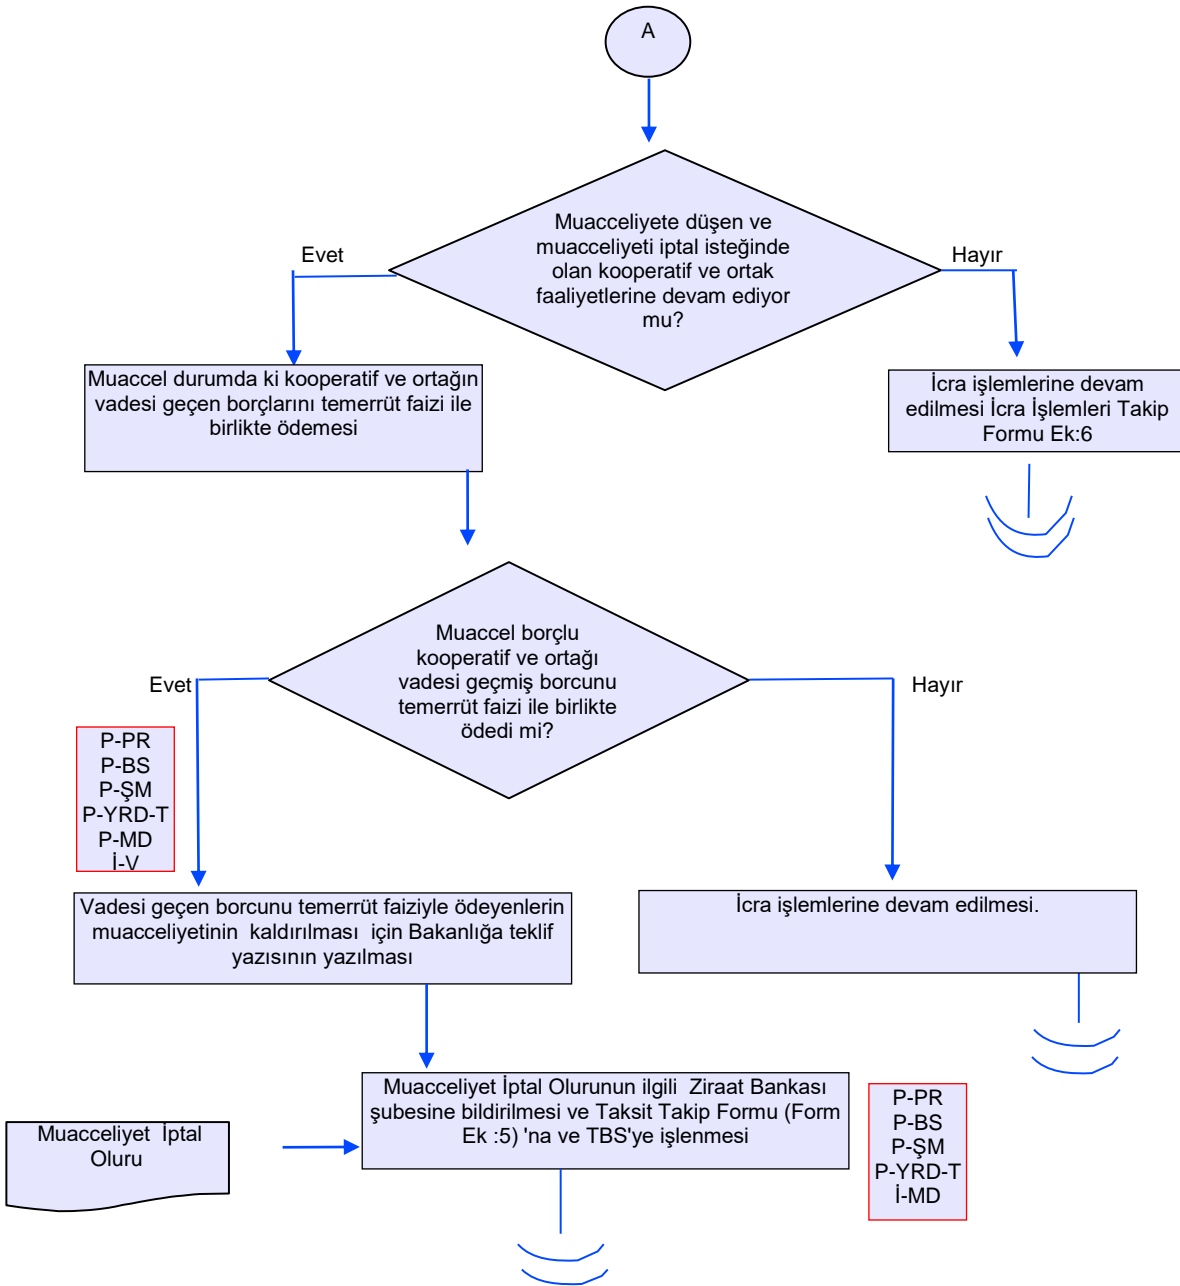 A
Muacceliyete düşen ve
muacceliyeti iptal isteğinde
olan kooperatif ve ortak
faaliyetlerine devam ediyor
mu?
Evet
Hayır
Muaccel durumda ki kooperatif ve ortağın
vadesi geçen borçlarını temerrüt faizi ile
birlikte ödemesi
İcra işlemlerine devam
edilmesi İcra İşlemleri Takip
Formu Ek:6
Muaccel borçlu
kooperatif ve ortağı
vadesi geçmiş borcunu
temerrüt faizi ile birlikte
ödedi mi?
Evet
Hayır
P-PR
P-BS
P-ŞM
P-YRD-T
P-MD
İ-V
Vadesi geçen borcunu temerrüt faiziyle ödeyenlerin
muacceliyetinin kaldırılması için Bakanlığa teklif
yazısının yazılması
İcra işlemlerine devam edilmesi.
Muacceliyet İptal Olurunun ilgili Ziraat Bankası
şubesine bildirilmesi ve Taksit Takip Formu (Form
Ek :5) 'na ve TBS'ye işlenmesi
Muacceliyet İptal
Oluru
P-PR
P-BS
P-ŞM
P-YRD-T
İ-MD